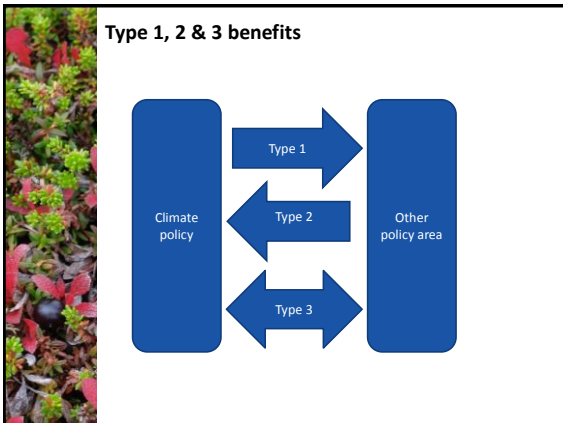 Type 1, 2 & 3 benefits
Type 1
Climate
policy
Type 2
Other
policy area
Type 3